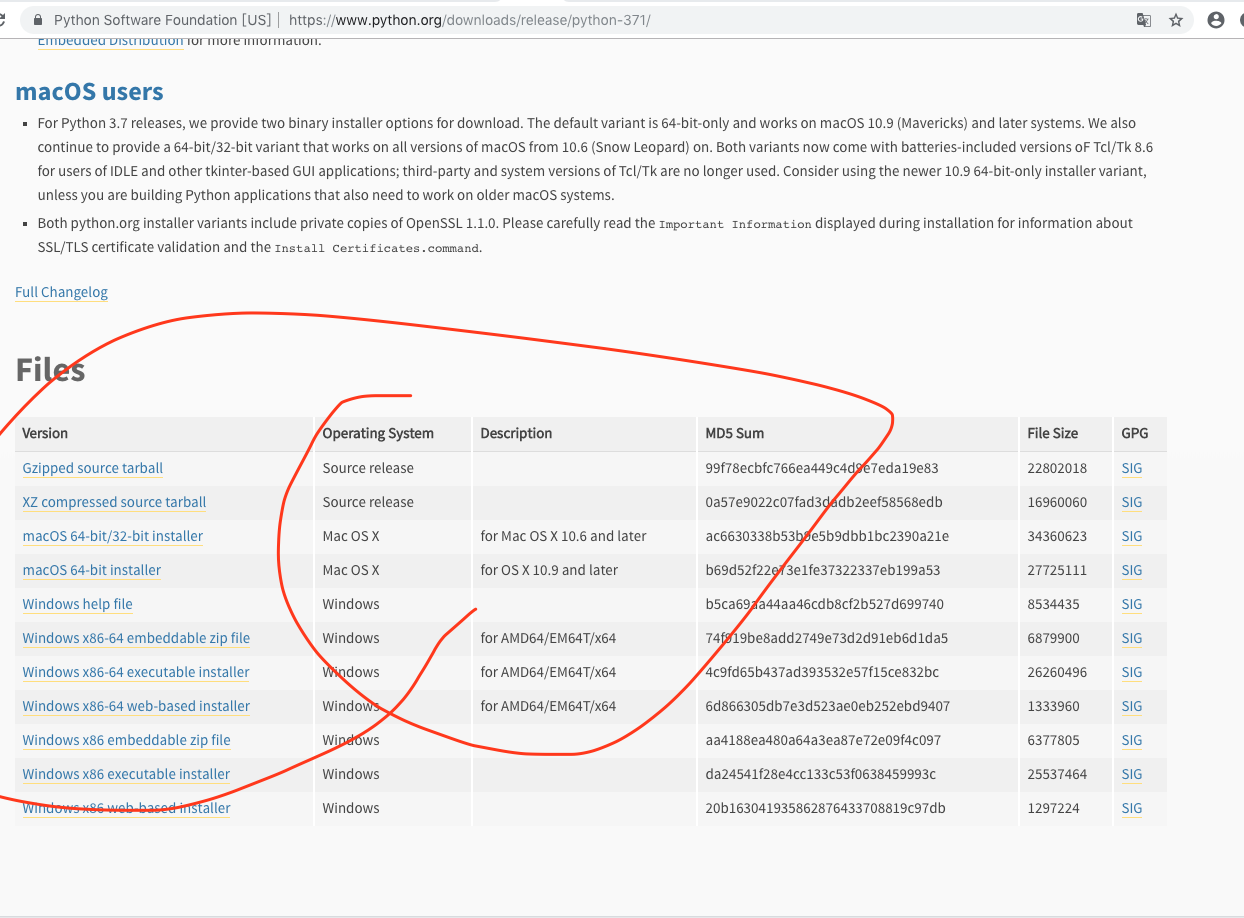 Python Software Foundation [US] | https://www.python.org/downloads/release/python-371/
Embedded Distribution for more information.
macOS users
For Python 3.7 releases, we provide two binary installer options for download. The default variant is 64-bit-only and works on macOS 10.9 (Mavericks) and later systems. We also
continue to provide a 64-bit/32-bit variant that works on all versions of macOS from 10.6 (Snow Leopard) on. Both variants now come with batteries-included versions oF Tcl/Tk 8.6
for users of IDLE and other tkinter-based GUI applications; third-party and system versions of Tcl/Tk are no longer used. Consider using the newer 10.9 64-bit-only installer variant,
unless you are building Python applications that also need to work on older macOS systems.
Both python.org installer variants include private copies of OpenSSL 1.1.0. Please carefully read the Important Information displayed during installation for information about
SSL/TLS certificate validation and the Install Certificates.command.
Full Changelog
Files
Version Operating System Description MD5 Sum File Size GPG
Gzipped source tarball Source release 99f78ecbfc766ea449c4d9e7eda19e83 22802018 SIG
XZ compressed source tarball Source release 0a57e9022c07fad3dadb2eef58568edb 16960060 SIG
macOS 64-bit/32-bit installer Mac OS X for Mac OS X 10.6 and later ac6630338b53b9e5b9dbb1bc2390a21e 34360623 SIG
macOS 64-bit installer Mac OS X for OS X 10.9 and later b69d52f22e73e1fe37322337eb199a53 27725111 SIG
Windows help file Windows b5ca69aa44aa46cdb8cf2b527d699740 8534435 SIG
Windows x86-64 embeddable zip file Windows for AMD64/EM64T/x64 74f919be8add2749e73d2d91eb6d1da5 6879900 SIG
Windows x86-64 executable installer Windows for AMD64/EM64T/x64 4c9fd65b437ad393532e57f15ce832bc 26260496 SIG
Windows x86-64 web-based installer Windows for AMD64/EM64T/x64 6d866305db7e3d523ae0eb252ebd9407 1333960 SIG
Windows x86 embeddable zip file Windows aa4188ea480a64a3ea87e72e09f4c097 6377805 SIG
Windows x86 executable installer Windows da24541f28e4cc133c53f0638459993c 25537464 SIG
Windows x86 web-based installer Windows 20b163041935862876433708819c97db 1297224 SIG